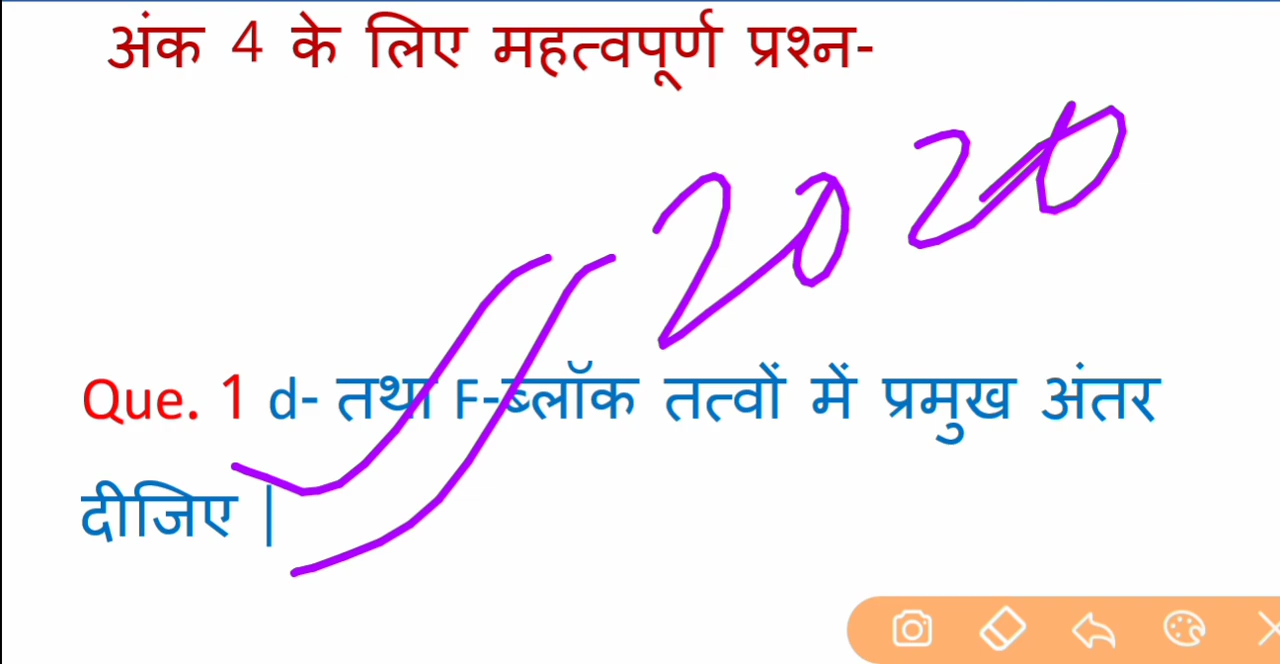 अंक 4 के लिए महत्वपूर्ण प्रश्न-
2020
Que. 1 d- तथा F-ब्लॉक तत्वों में प्रमुख अंतर
दीजिए |